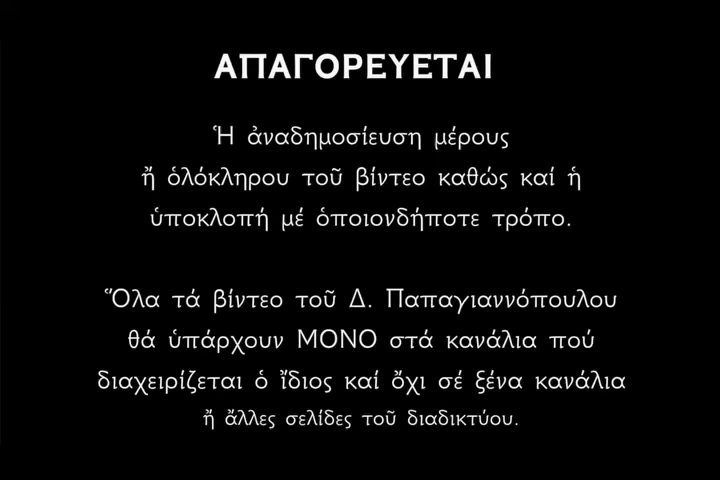 ΑΠΑΓΟΡΕΥΕΤΑΙ
Ἡ ἀναδημοσίευση μέρους
ἤ ὁλόκληρου τοῦ βίντεο καθώς καί ἡ
ὑποκλοπή μέ ὁποιονδήποτε τρόπο.
Ὅλα τά βίντεο τοῦ Δ. Παπαγιαννόπουλου
θά ὑπάρχουν ΜΟΝΟ στά κανάλια πού
διαχειρίζεται ὁ ἴδιος καί ὄχι σέ ξένα κανάλια
ἤ ἄλλες σελίδες τοῦ διαδικτύου.